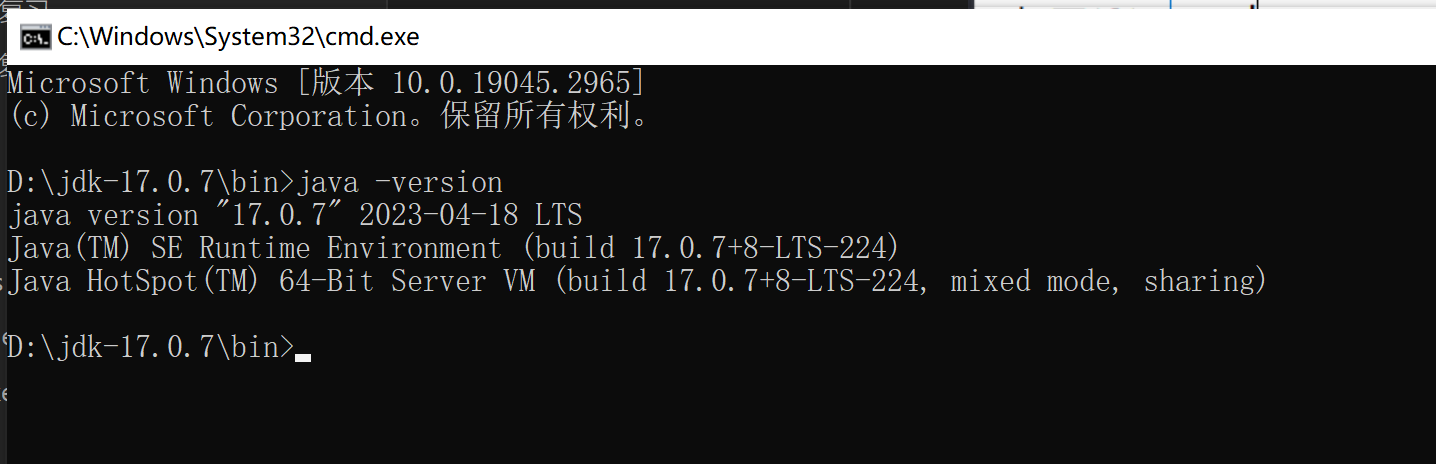 C:\Windows\System32\cmd.exe
Microsoft Windows [版本 10.0.19045.2965]
(c) Microsoft Corporation。保留所有权利。
D:\jdk-17.0.7\bin>java -version
java version "17.0.7" 2023-04-18 LTS
Java(TM) SE Runtime Environment (build 17.0.7+8-LTS-224)
Java HotSpot(TM) 64-Bit Server VM (build 17.0.7+8-LTS-224, mixed mode, sharing)
D:\jdk-17.0.7\bin>